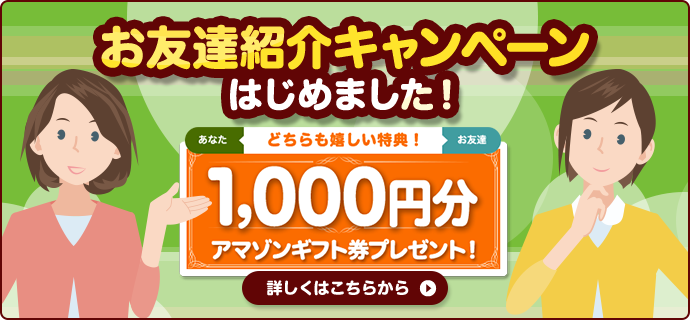 お友達紹介キャンペーン
はじめました！
あなた
どちらも嬉しい特典！
お友達
1,000円分
アマゾンギフト券プレゼント！
詳しくはこちらから